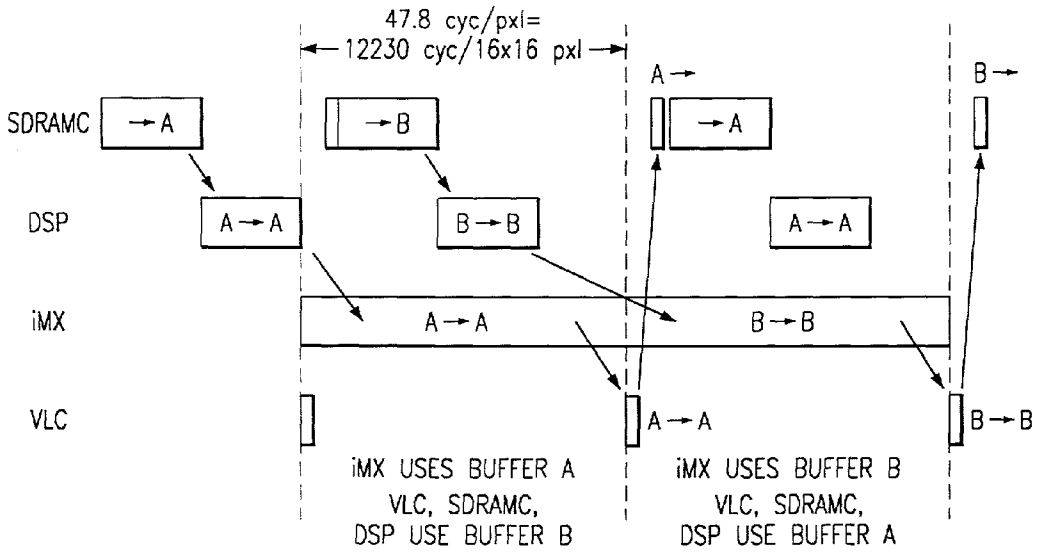 47.8 cyc/pxl=
12230 cyc/16x16 pxl
A →
B →
SDRAMC
→ A
→ B
→ A
DSP
A → A
B → B
A → A
iMX
A → A
B → B
VLC
A → A
B → B
iMX USES BUFFER A
VLC, SDRAMC,
DSP USE BUFFER B
iMX USES BUFFER B
VLC, SDRAMC,
DSP USE BUFFER A